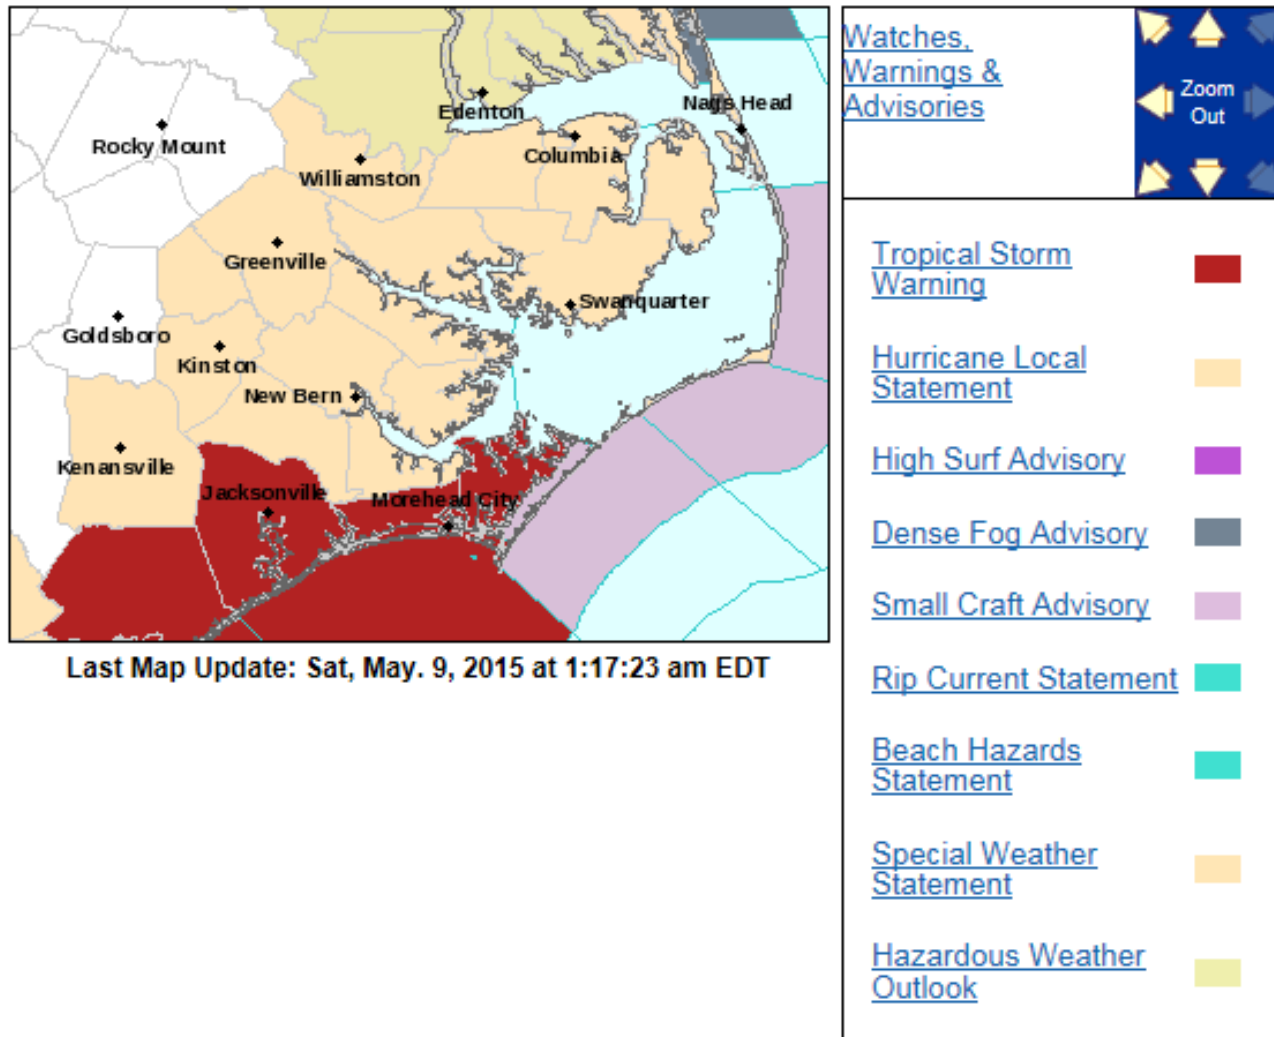 Edenton
Nags Head
Rocky Mount
Columbia
Williamston
Greenville
Swanquarter
Goldsboro
Kinston
New Bern
Kenansville
Jacksonville
Morehead City
Last Map Update: Sat, May. 9, 2015 at 1:17:23 am EDT
Watches,
Warnings &
Advisories
Zoom
Out
Tropical Storm
Warning
Hurricane Local
Statement
High Surf Advisory
Dense Fog Advisory
Small Craft Advisory
Rip Current Statement
Beach Hazards
Statement
Special Weather
Statement
Hazardous Weather
Outlook